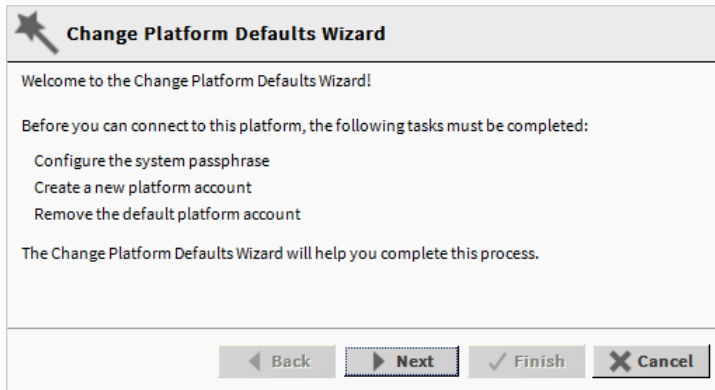 Change Platform Defaults Wizard
Welcome to the Change Platform Defaults Wizard!
Before you can connect to this platform, the following tasks must be completed:
Configure the system passphrase
Create a new platform account
Remove the default platform account
The Change Platform Defaults Wizard will help you complete this process.
Back Next Finish Cancel